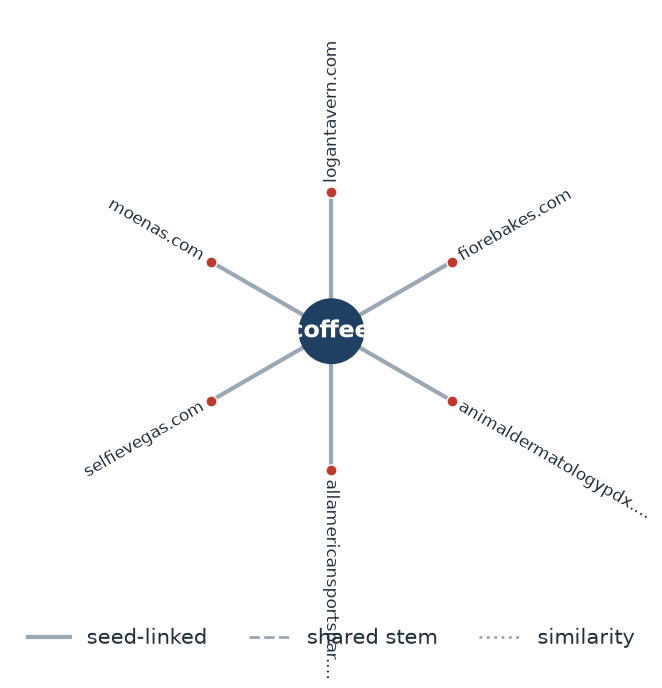 logantavern.com
fiorebakes.com
moenas.com
coffee
selfievegas.com
animaldermatologypdx....
allamericansportsbar....
seed-linked
shared stem
similarity